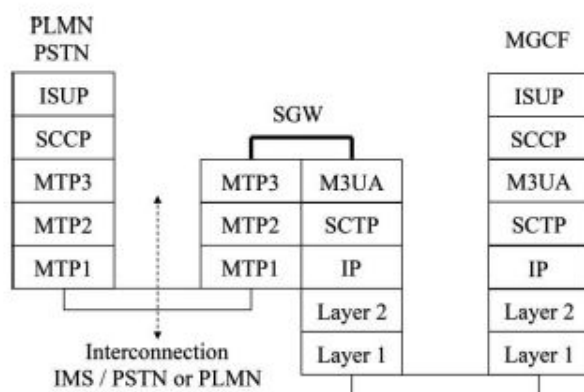 PLMN
PSTN
MGCF
ISUP
ISUP
SGW
SCCP
SCCP
MTP3
MTP3
M3UA
M3UA
MTP2
MTP2
SCTP
SCTP
MTP1
MTP1
IP
IP
Layer 2
Layer 2
Interconnection
Layer 1
Layer 1
IMS / PSTN or PLMN